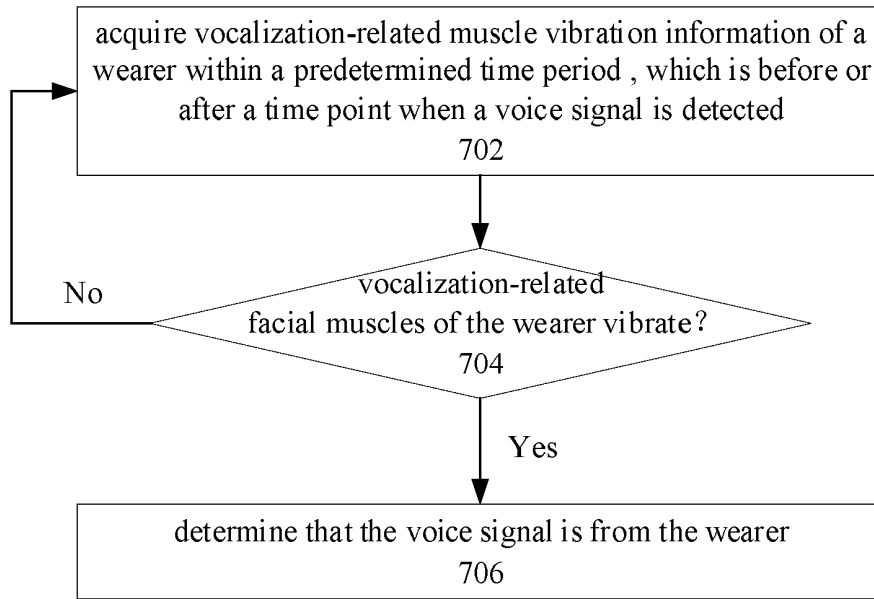 acquire vocalization-related muscle vibration information of a
wearer within a predetermined time period , which is before or
after a time point when a voice signal is detected
702
vocalization-related
No
facial muscles of the wearer vibrate?
704
Yes
determine that the voice signal is from the wearer
706